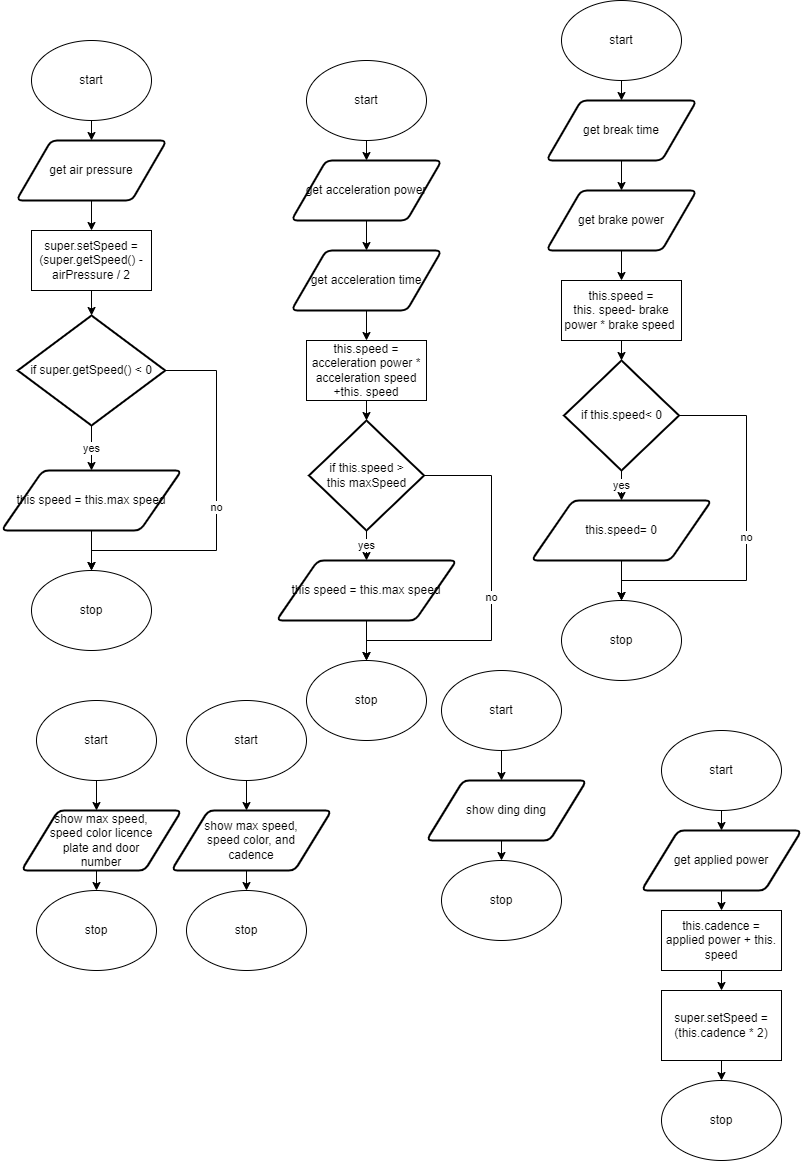 start
get air pressure
super.setSpeed =
(super.getSpeed() -
airPressure / 2
if super.getSpeed() < 0
yes
this speed = this.max speed
no
stop
start
get acceleration power
get acceleration time
this.speed =
acceleration power *
acceleration speed
+this. speed
if this.speed >
this maxSpeed
yes
this speed = this.max speed
no
stop
start
get break time
get brake power
this.speed =
this. speed- brake
power * brake speed
if this.speed< 0
yes
this.speed= 0
no
stop
start
show max speed,
speed color licence
plate and door
number
stop
start
show max speed,
speed color, and
cadence
stop
start
show ding ding
stop
start
get applied power
this.cadence =
applied power + this.
speed
super.setSpeed =
(this.cadence * 2)
stop